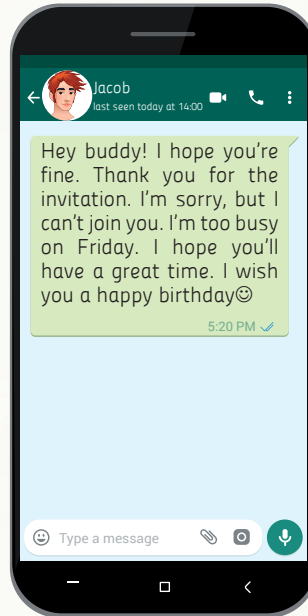 Jacob
last seen today at 14:00
Hey buddy! I hope you're
fine. Thank you for the
invitation. I'm sorry, but I
can't join you. I'm too busy
on Friday. I hope you'll
have a great time. I wish
you a happy birthday☺
5:20 PM
Type a message